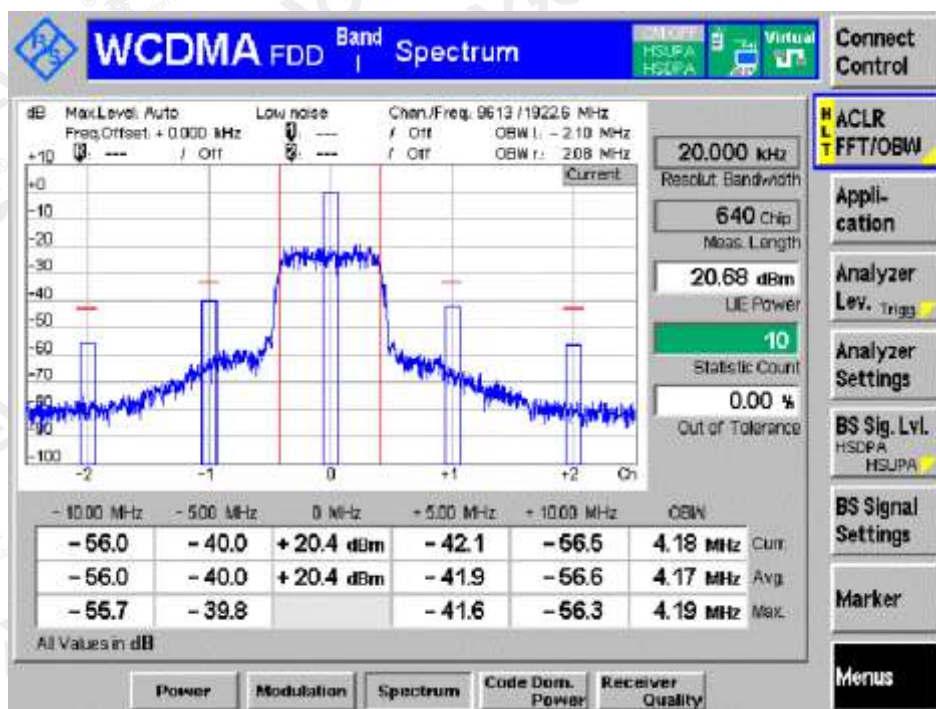 WCDMA FDD Band I Spectrum
HSUPA
HSDPA
Virtual
Connect
Control
dB Max.Level: Auto Low noise Chan./Freq. 9613 / 1922.6 MHz
Freq.Offset: + 0.000 kHz 1: --- / Off OBW l.: - 2.10 MHz
R: --- / Off 2: --- / Off OBW r.: 2.08 MHz
Current
+10
+0
-10
-20
-30
-40
-50
-60
-70
-80
-90
-100
-2 -1 0 +1 +2 Ch
20.000 kHz
Resolut. Bandwidth
640 Chip
Meas. Length
20.68 dBm
UE Power
10
Statistic Count
0.00 %
Out of Tolerance
HLT
ACLR
FFT/OBW
Appli-
cation
Analyzer
Lev. Trigg.
Analyzer
Settings
BS Sig. Lvl.
HSDPA
HSUPA
BS Signal
Settings
Marker
Menus
- 10.00 MHz - 5.00 MHz 0 MHz + 5.00 MHz + 10.00 MHz OBW
- 56.0 - 40.0 + 20.4 dBm - 42.1 - 56.5 4.18 MHz Curr.
- 56.0 - 40.0 + 20.4 dBm - 41.9 - 56.6 4.17 MHz Avg.
- 55.7 - 39.8 - 41.6 - 56.3 4.19 MHz Max.
All Values in dB
Power
Modulation
Spectrum
Code Dom.
Power
Receiver
Quality